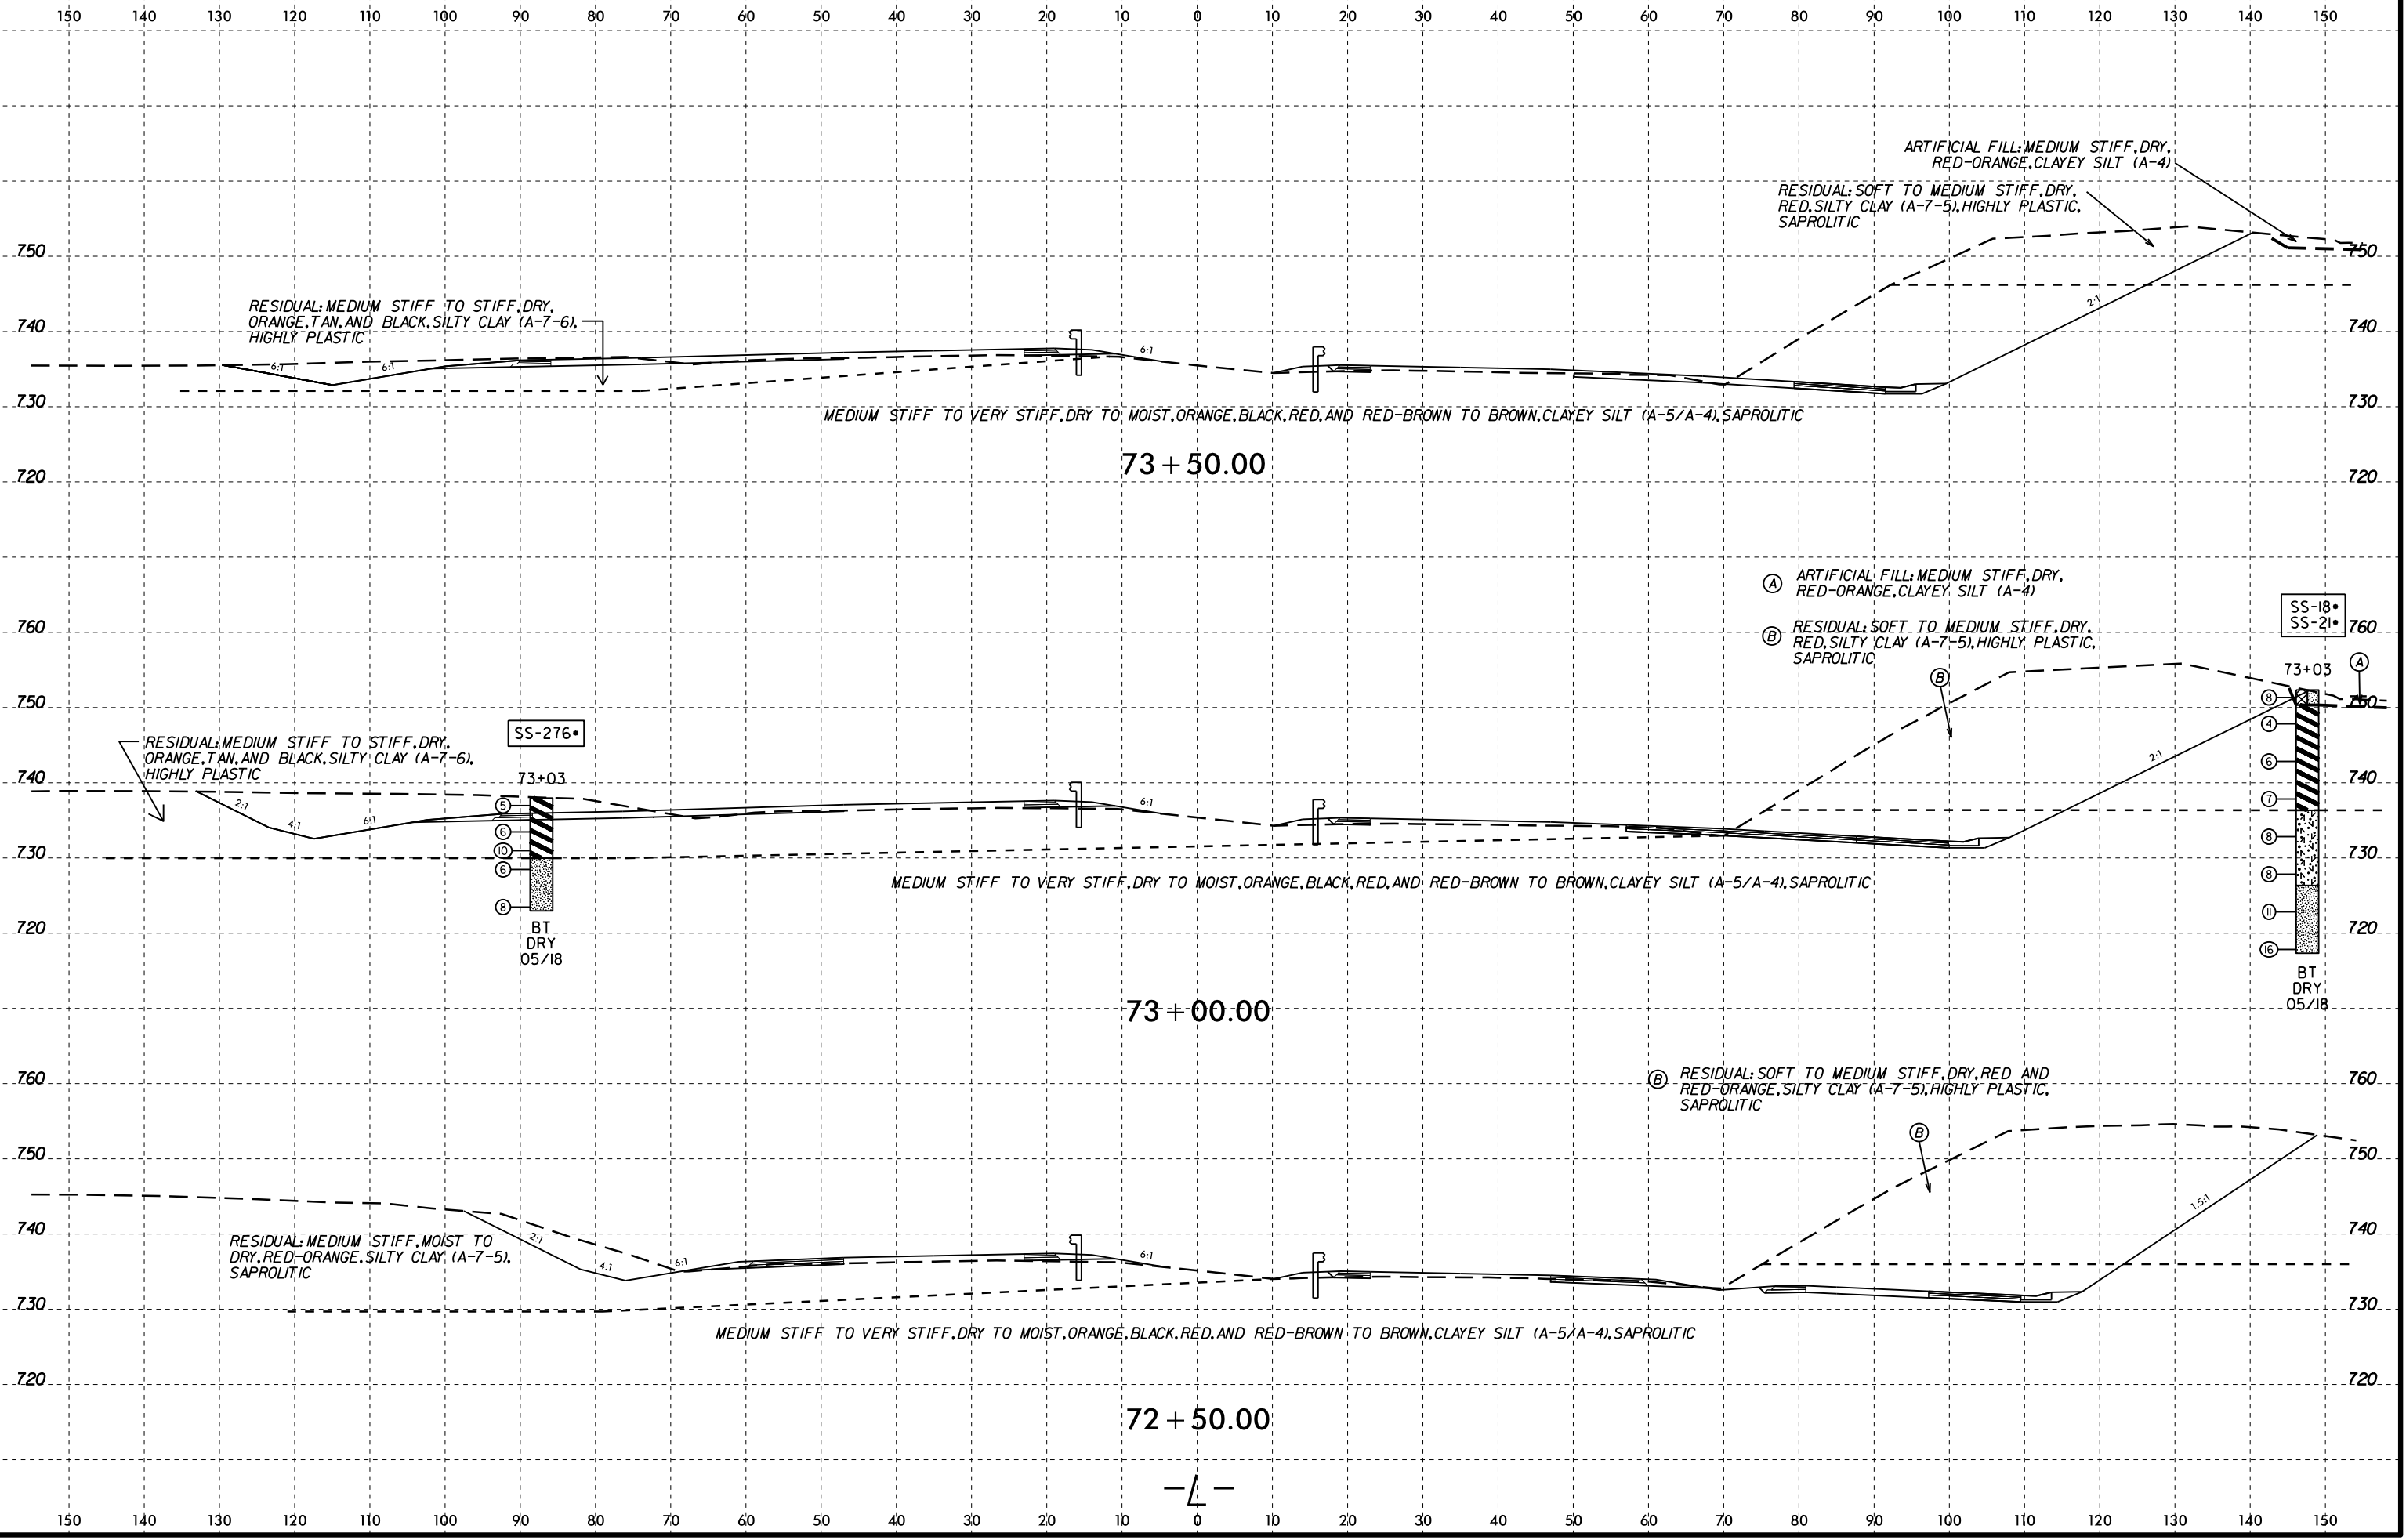 150 140 130 120 110 100 90 80 70 60 50 40 30 20 10 0 10 20 30 40 50 60 70 80 90 100 110 120 130 140 150
ARTIFICIAL FILL: MEDIUM STIFF, DRY,
RED-ORANGE, CLAYEY SILT (A-4)
RESIDUAL: SOFT TO MEDIUM STIFF, DRY,
RED, SILTY CLAY (A-7-5), HIGHLY PLASTIC,
SAPROLITIC
750 750
RESIDUAL: MEDIUM STIFF TO STIFF, DRY,
ORANGE, TAN, AND BLACK, SILTY CLAY (A-7-6),
HIGHLY PLASTIC
2:1
740 740
6:1 6:1 6:1
730 730
MEDIUM STIFF TO VERY STIFF, DRY TO MOIST, ORANGE, BLACK, RED, AND RED-BROWN TO BROWN, CLAYEY SILT (A-5/A-4), SAPROLITIC
73+50.00
720 720
A ARTIFICIAL FILL: MEDIUM STIFF, DRY,
RED-ORANGE, CLAYEY SILT (A-4)
B RESIDUAL: SOFT TO MEDIUM STIFF, DRY,
RED, SILTY CLAY (A-7-5), HIGHLY PLASTIC,
SAPROLITIC
SS-18
SS-21
760 760
73+03
A
B
8
750 750
4
SS-276
RESIDUAL: MEDIUM STIFF TO STIFF, DRY,
ORANGE, TAN, AND BLACK, SILTY CLAY (A-7-6),
HIGHLY PLASTIC
2:1
6
740 740
73+03
7
2:1 4:1 6:1 6:1
5
6
10
6
8
8
8
11
16
730 730
MEDIUM STIFF TO VERY STIFF, DRY TO MOIST, ORANGE, BLACK, RED, AND RED-BROWN TO BROWN, CLAYEY SILT (A-5/A-4), SAPROLITIC
720 720
BT
DRY
05/18
BT
DRY
05/18
73+00.00
B RESIDUAL: SOFT TO MEDIUM STIFF, DRY, RED AND
RED-ORANGE, SILTY CLAY (A-7-5), HIGHLY PLASTIC,
SAPROLITIC
760 760
B
750 750
1.5:1
740 740
RESIDUAL: MEDIUM STIFF, MOIST TO
DRY, RED-ORANGE, SILTY CLAY (A-7-5),
SAPROLITIC
2:1 4:1 6:1 6:1
730 730
MEDIUM STIFF TO VERY STIFF, DRY TO MOIST, ORANGE, BLACK, RED, AND RED-BROWN TO BROWN, CLAYEY SILT (A-5/A-4), SAPROLITIC
720 720
72+50.00
-L-
150 140 130 120 110 100 90 80 70 60 50 40 30 20 10 0 10 20 30 40 50 60 70 80 90 100 110 120 130 140 150